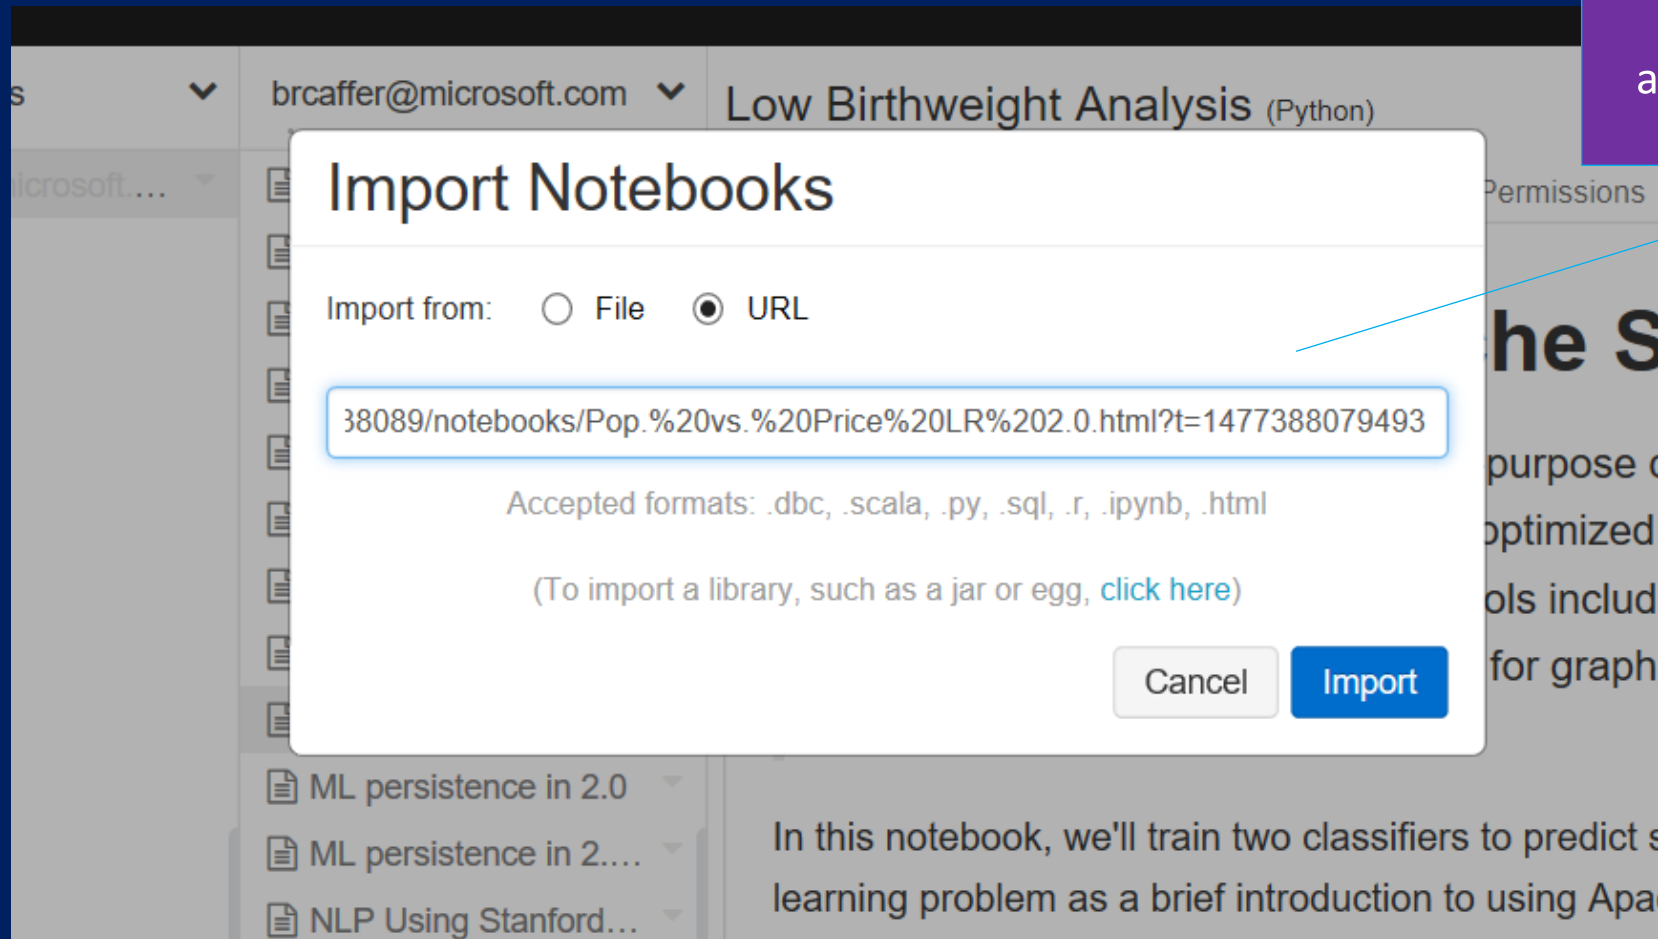 brcaffer@microsoft.com
Low Birthweight Analysis (Python)
Import Notebooks
Permissions
Import from: File URL
38089/notebooks/Pop.%20vs.%20Price%20LR%202.0.html?t=1477388079493
Accepted formats: .dbc, .scala, .py, .sql, .r, .ipynb, .html
(To import a library, such as a jar or egg, click here)
Cancel Import
he S
purpose
optimized
ols includ
for graph
ML persistence in 2.0
ML persistence in 2....
NLP Using Stanford...
In this notebook, we'll train two classifiers to predict s
learning problem as a brief introduction to using Apa